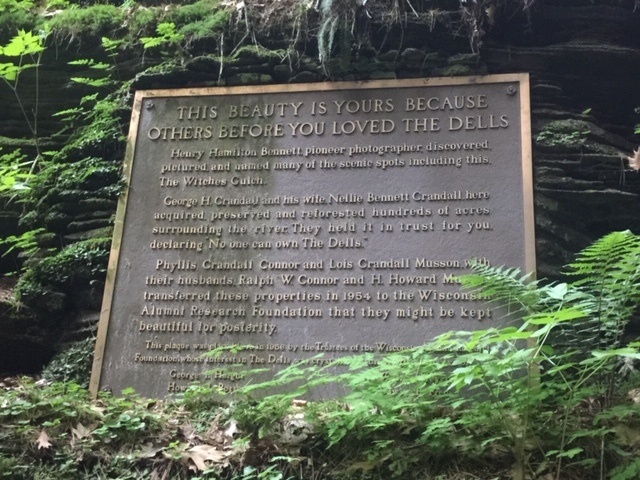 THIS BEAUTY IS YOURS BECAUSE
OTHERS BEFORE YOU LOVED THE DELLS
Henry Hamilton Bennett pioneer photographer discovered
pictured and named many of the scenic spots including this,
The Witches Gulch.
George H. Crandall and his wife, Nellie Bennett Crandall, here
acquired, preserved and reforested hundreds of acres
surrounding the river. They held it in trust for you,
declaring "No one can own The Dells."
Phyllis Crandall Connor and Lois Crandall Musson with
their husbands, Ralph W. Connor and H. Howard
transferred these properties in 1954 to the Wisconsin
Alumni Research Foundation that they might be kept
beautiful for posterity.
This plaque was by the Trustees of the
Foundation whose interest in The Dells
George